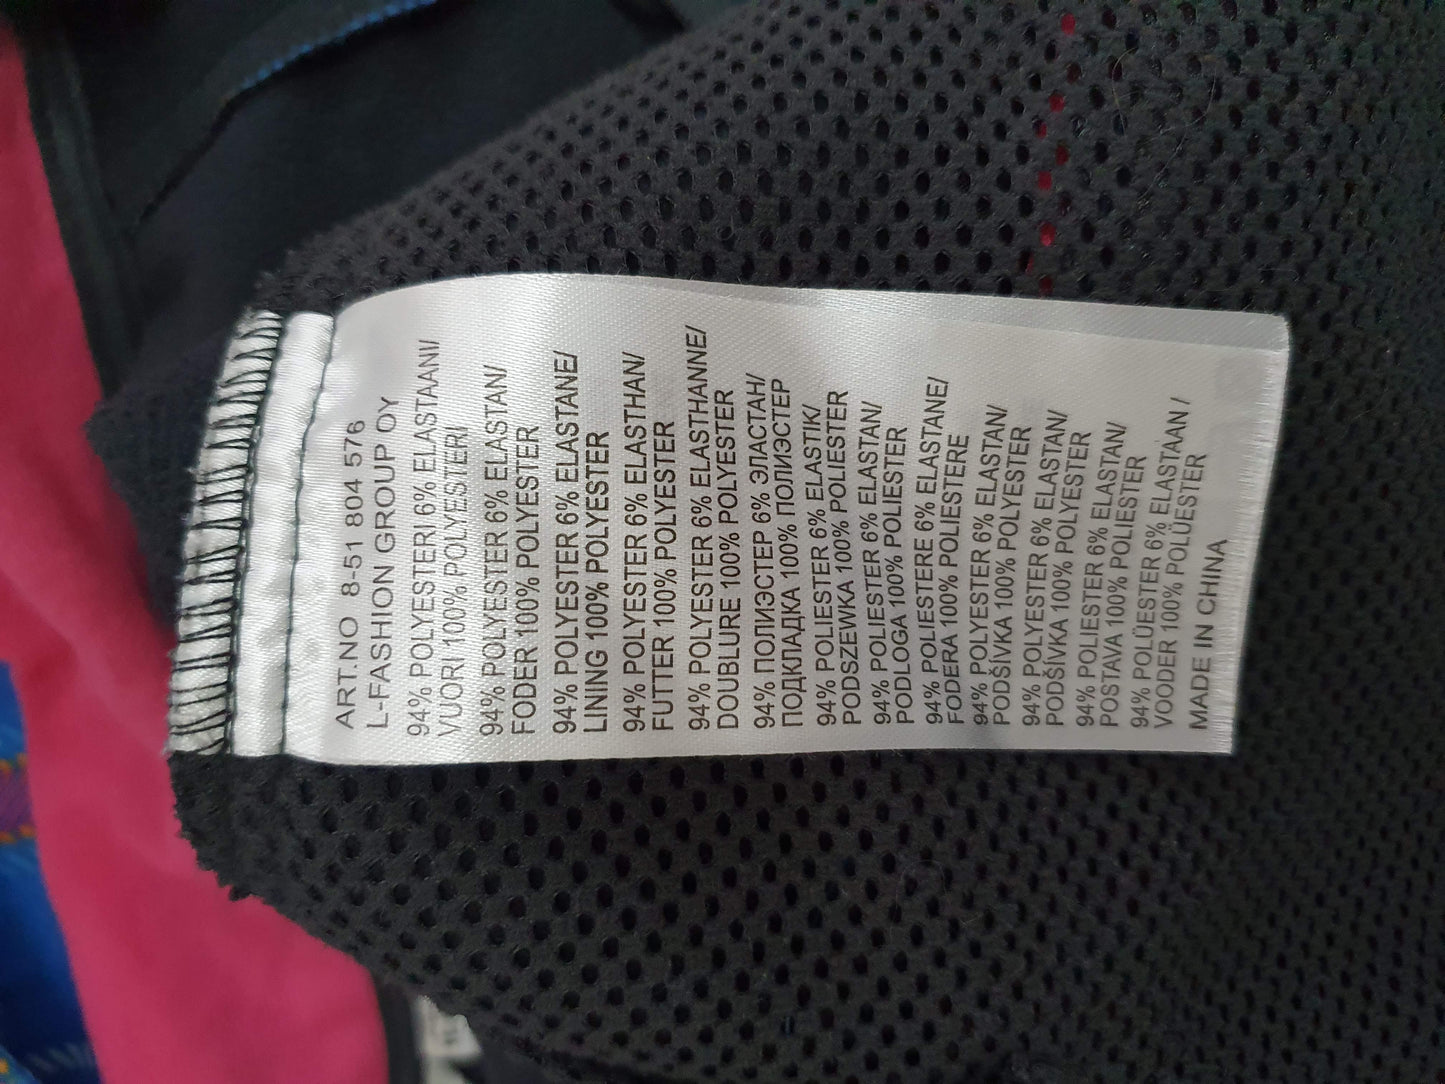 ART.NO 8-51 804 576
L-FASHION GROUP OY
94% POLYESTERI 6% ELASTAANI/
VUORI 100% POLYESTERI
94% POLYESTER 6% ELASTAN/
FODER 100% POLYESTER
94% POLYESTER 6% ELASTANE/
LINING 100% POLYESTER
94% POLYESTER 6% ELASTHAN/
FUTTER 100% POLYESTER
94% POLYESTER 6% ELASTHANNE/
DOUBLURE 100% POLYESTER
94% ПОЛИЭСТЕР 6% ЭЛАСТАН/
ПОДКЛАДКА 100% ПОЛИЭСТЕР
94% POLIESTER 6% ELASTIK/
PODSZEWKA 100% POLIESTER
94% POLIESTER 6% ELASTAN/
PODLOGA 100% POLIESTER
94% POLIESTERE 6% ELASTANE/
FODERA 100% POLIESTERE
94% POLYESTER 6% ELASTAN/
PODŠÍVKA 100% POLYESTER
94% POLYESTER 6% ELASTAN/
PODŠÍVKA 100% POLYESTER
94% POLIESTER 6% ELASTAN/
POSTAVA 100% POLIESTER
94% POLÜESTER 6% ELASTAAN /
VOODER 100% POLÜESTER
MADE IN CHINA